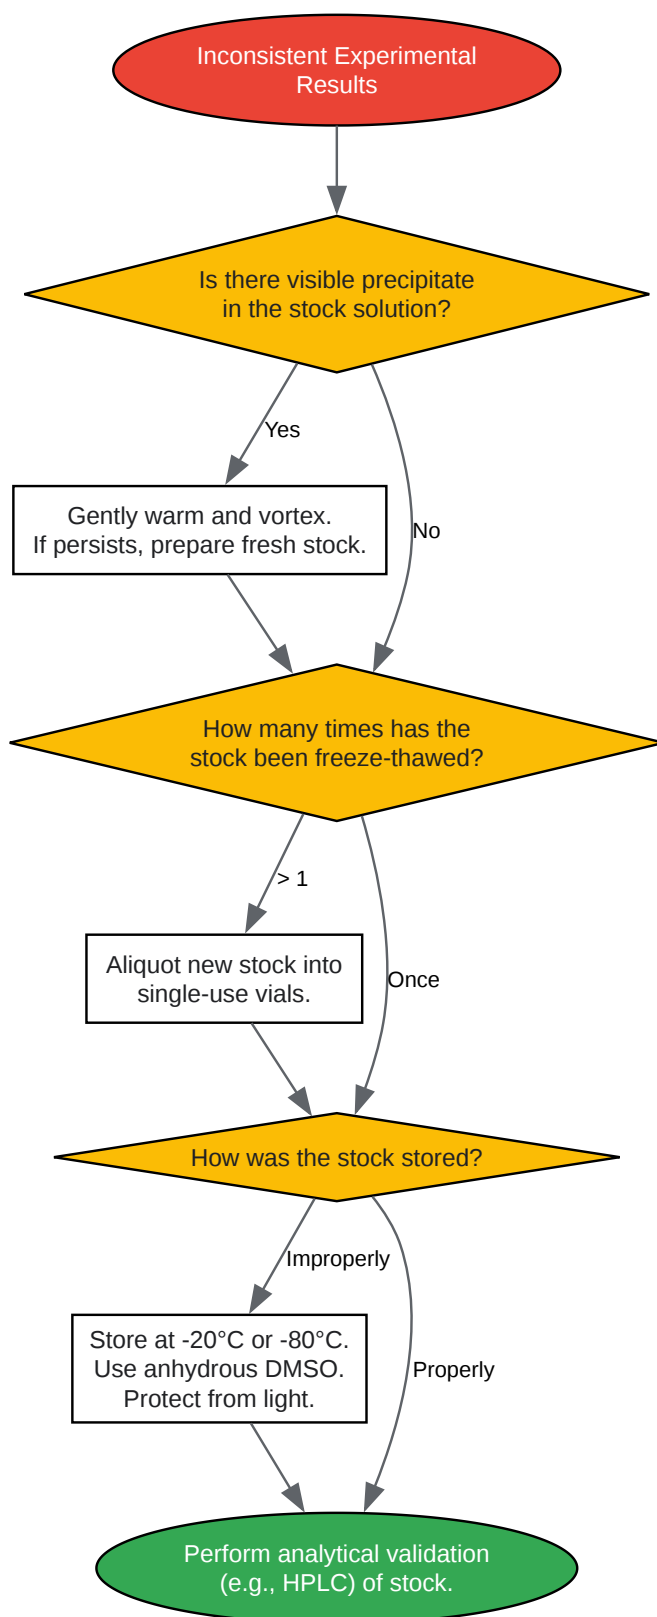 Inconsistent Experimental
Results
Is there visible precipitate
in the stock solution?
Yes
Gently warm and vortex.
If persists, prepare fresh stock.
No
How many times has the
stock been freeze-thawed?
> 1
Aliquot new stock into
single-use vials.
Once
How was the stock stored?
Improperly
Store at -20°C or -80°C.
Use anhydrous DMSO.
Protect from light.
Properly
Perform analytical validation
(e.g., HPLC) of stock.